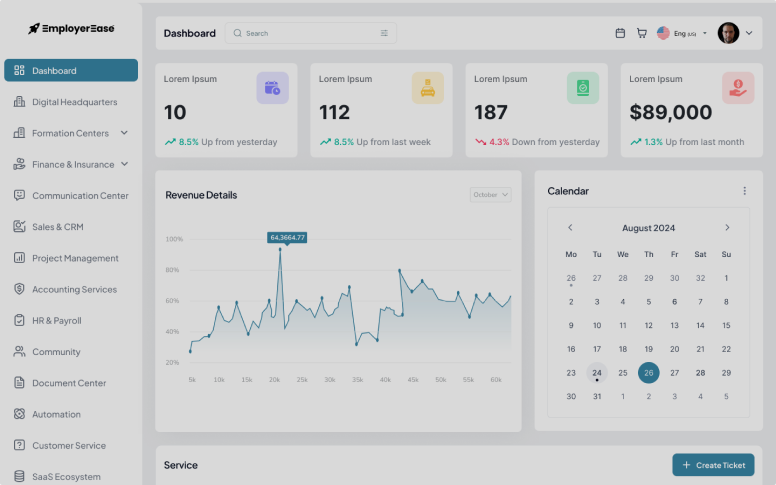 EmployerEase
Dashboard
Digital Headquarters
Formation Centers
Finance & Insurance
Communication Center
Sales & CRM
Project Management
Accounting Services
HR & Payroll
Community
Document Center
Automation
Customer Service
SaaS Ecosystem
Dashboard
Search
Eng (US)
Lorem Ipsum
10
8.5% Up from yesterday
Lorem Ipsum
112
8.5% Up from last week
Lorem Ipsum
187
4.3% Down from yesterday
Lorem Ipsum
$89,000
1.3% Up from last month
Revenue Details
October
64,3664.77
100%
80%
60%
40%
20%
5k 10k 15k 20k 25k 30k 35k 40k 45k 50k 55k 60k
Calendar
August 2024
Mo Tu We Th Fr Sat Su
26 27 28 29 30 32 1
2 3 4 5 6 7 8
9 10 11 12 13 14 15
16 17 18 19 20 21 22
23 24 25 26 27 28 29
30 31 1 2 3 4 5
Service
+ Create Ticket